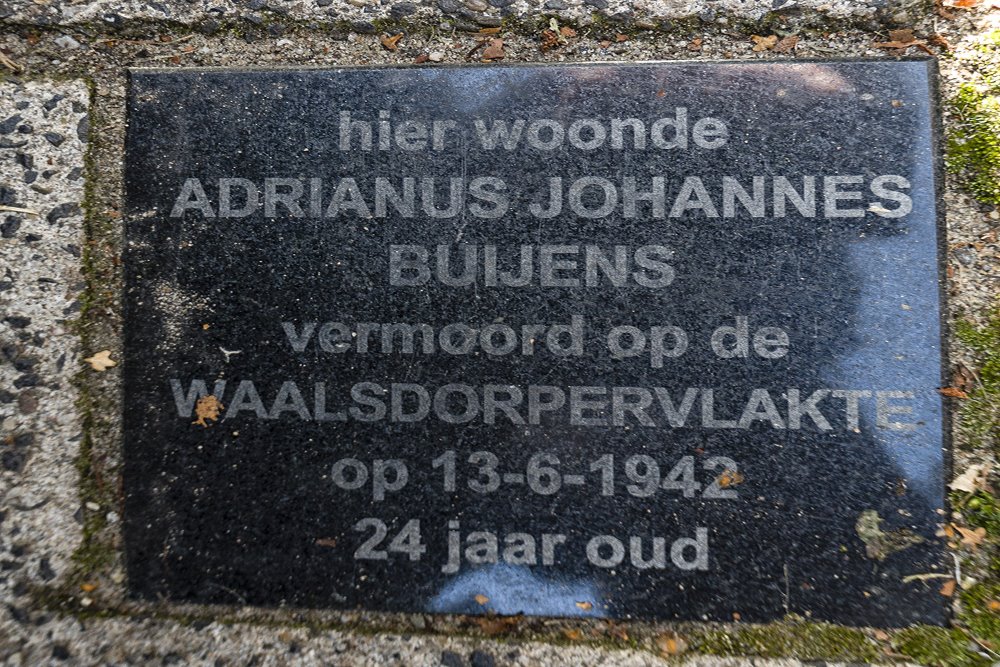 hier woonde
ADRIANUS JOHANNES
BUIJENS
vermoord op de
WAALSDORPERVLAKTE
op 13-6-1942
24 jaar oud